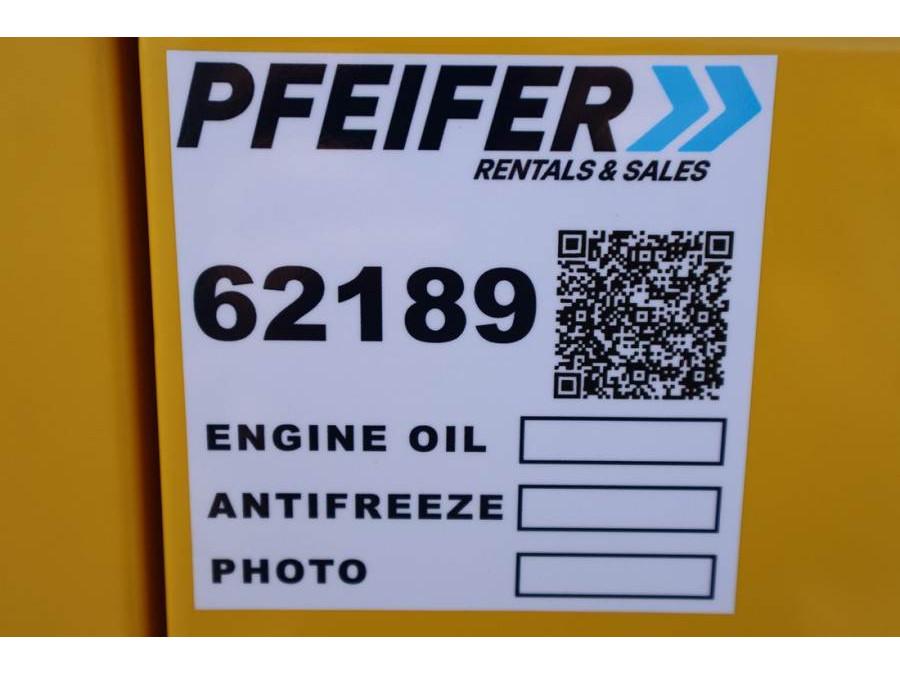 PFEIFER
RENTALS & SALES
62189
ENGINE OIL
ANTIFREEZE
PHOTO